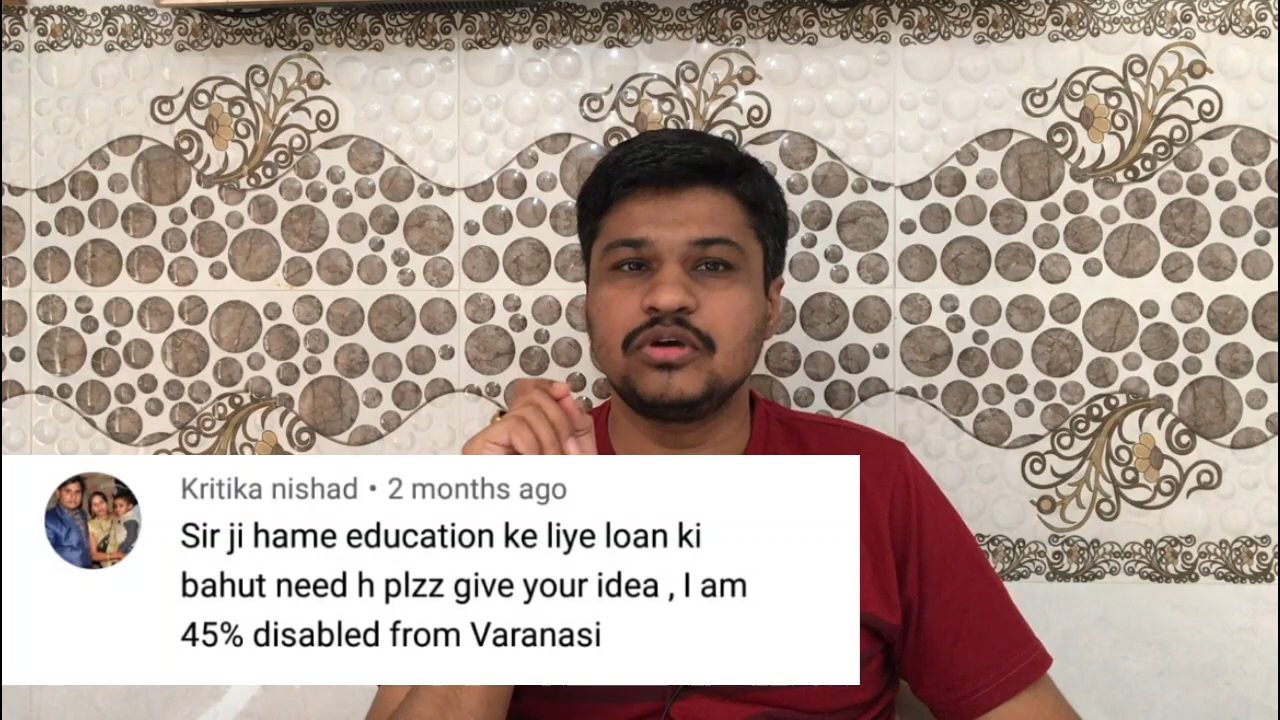 Kritika nishad • 2 months ago
Sir ji hame education ke liye loan ki
bahut need h plzz give your idea , I am
45% disabled from Varanasi